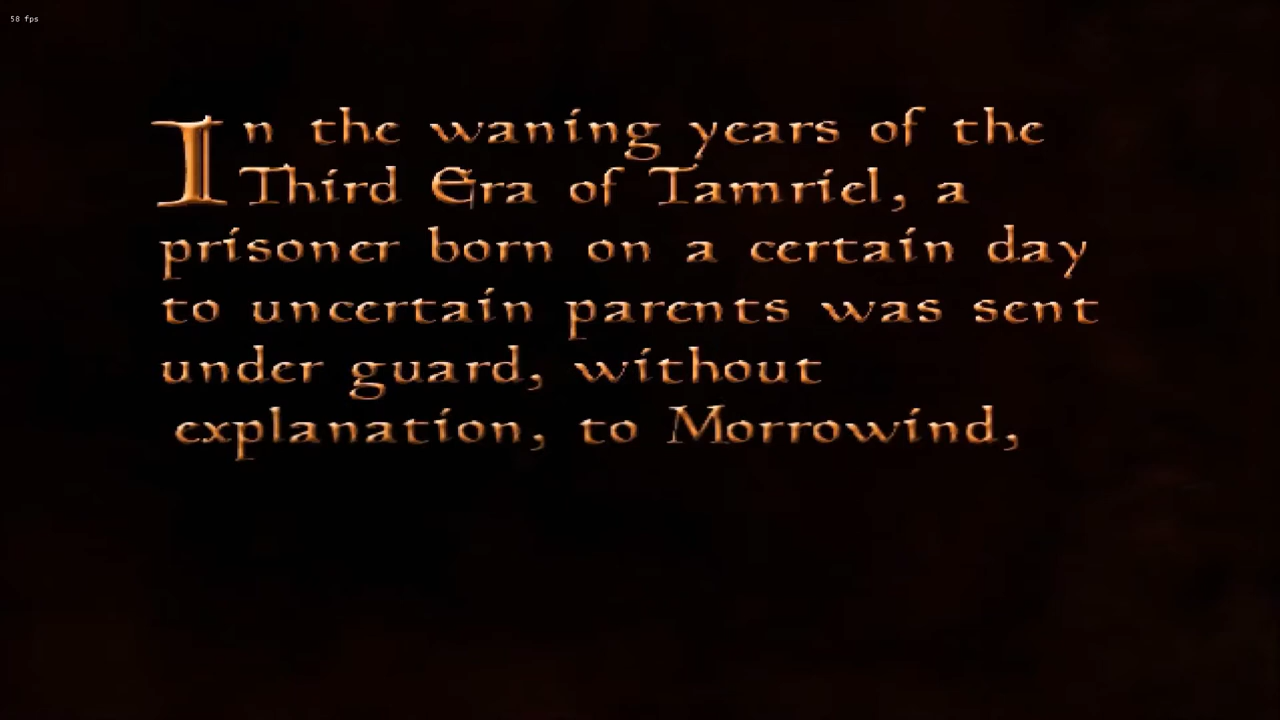 58 fps
In the waning years of the
Third Era of Tamriel, a
prisoner born on a certain day
to uncertain parents was sent
under guard, without
explanation, to Morrowind,